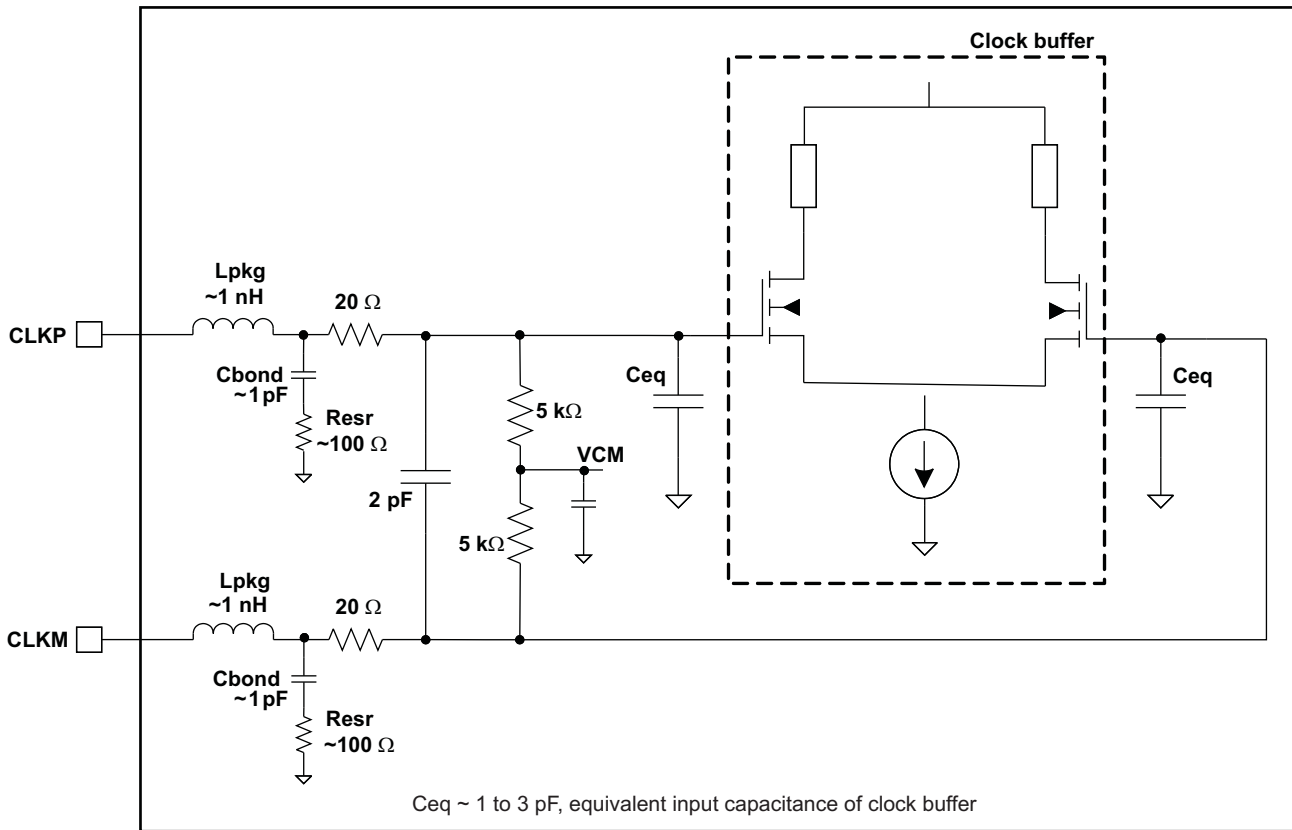 Clock buffer
Lpkg
~1 nH
20 Ω
CLKP
Cbond
~1 pF
Resr
~100 Ω
Ceq
Ceq
5 kΩ
VCM
2 pF
5 kΩ
Lpkg
~1 nH
20 Ω
CLKM
Cbond
~1 pF
Resr
~100 Ω
Ceq ~ 1 to 3 pF, equivalent input capacitance of clock buffer